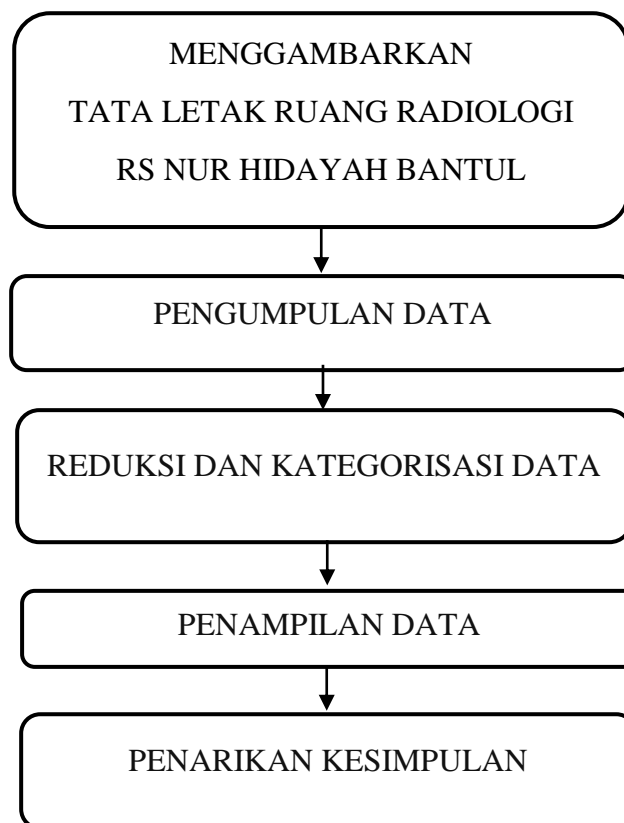 MENGGAMBARKAN
TATA LETAK RUANG RADIOLOGI
RS NUR HIDAYAH BANTUL
PENGUMPULAN DATA
REDUKSI DAN KATEGORISASI DATA
PENAMPILAN DATA
PENARIKAN KESIMPULAN